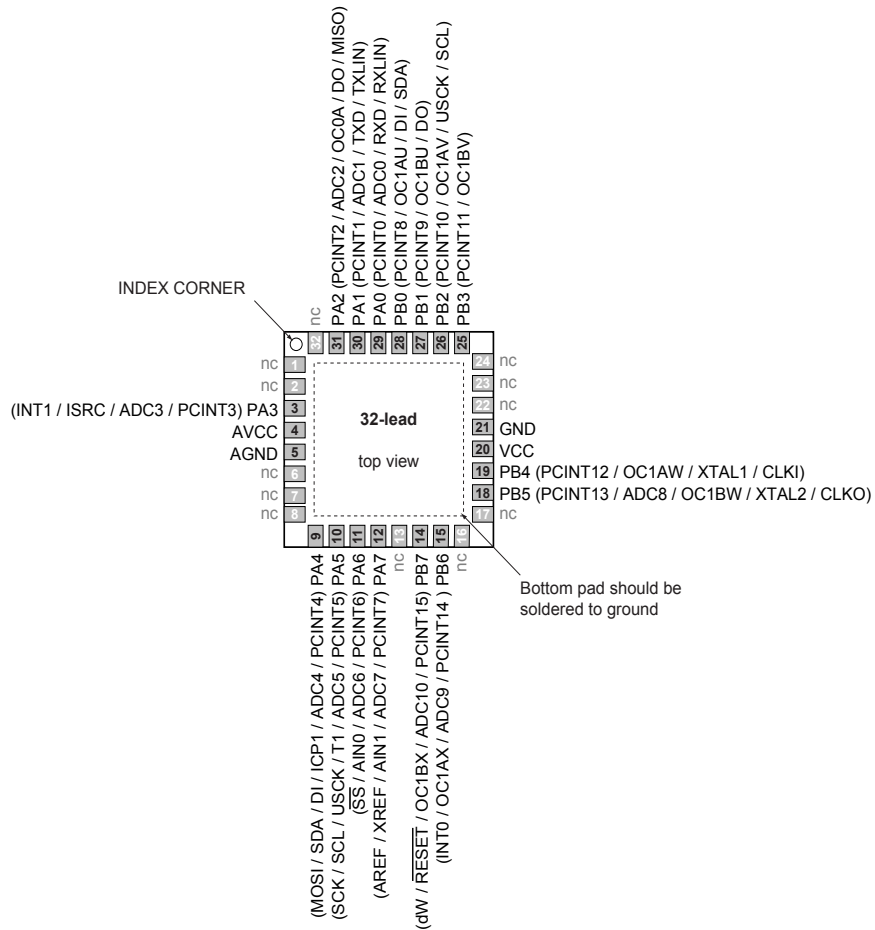 PA2 (PCINT2 / ADC2 / OC0A / DO / MISO)
PA1 (PCINT1 / ADC1 / TXD / TXLIN)
PA0 (PCINT0 / ADC0 / RXD / RXLIN)
PB0 (PCINT8 / OC1AU / DI / SDA)
PB1 (PCINT9 / OC1BU / DO)
PB2 (PCINT10 / OC1AV / USCK / SCL)
PB3 (PCINT11 / OC1BV)
INDEX CORNER
nc
32 31 30 29 28 27 26 25
nc 1
nc 2
(INT1 / ISRC / ADC3 / PCINT3) PA3 3
AVCC 4
AGND 5
nc 6
nc 7
nc 8
32-lead
top view
24 nc
23 nc
22 nc
21 GND
20 VCC
19 PB4 (PCINT12 / OC1AW / XTAL1 / CLKI)
18 PB5 (PCINT13 / ADC8 / OC1BW / XTAL2 / CLKO)
17 nc
9 10 11 12 13 14 15 16
(MOSI / SDA / DI / ICP1 / ADC4 / PCINT4) PA4
(SCK / SCL / USCK / T1 / ADC5 / PCINT5) PA5
(SS / AIN0 / ADC6 / PCINT6) PA6
(AREF / XREF / AIN1 / ADC7 / PCINT7) PA7
nc
(dW / RESET / OC1BX / ADC10 / PCINT15) PB7
(INT0 / OC1AX / ADC9 / PCINT14 ) PB6
nc
Bottom pad should be
soldered to ground